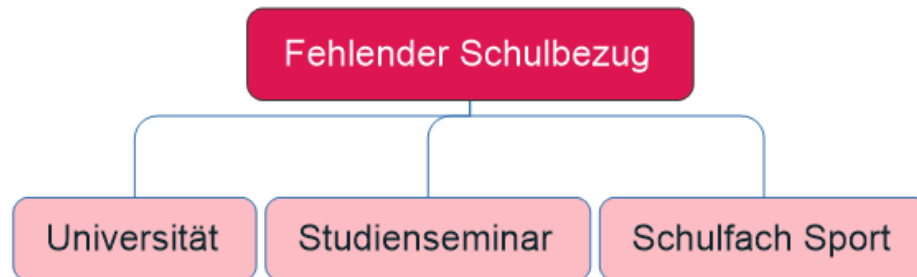 Fehlender Schulbezug
Universität
Studienseminar
Schulfach Sport